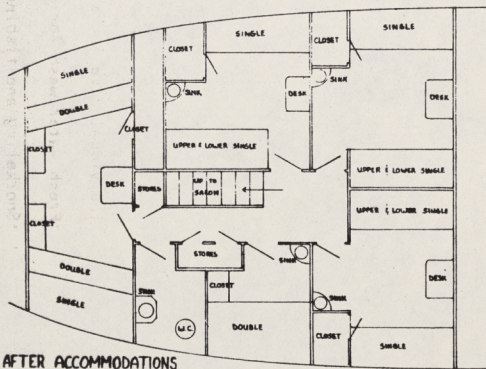 SINGLE
DOUBLE
CLOSET
CLOSET
DESK
CLOSET
DOUBLE
SINGLE
CLOSET
SINGLE
SINK
DESK
UPPER & LOWER SINGLE
STORES
UP TO
SALON
CLOSET
SINGLE
SINK
DESK
UPPER & LOWER SINGLE
UPPER & LOWER SINGLE
DESK
SINK
CLOSET
SINGLE
STORES
SINK
CLOSET
DOUBLE
SINK
W.C.
AFTER ACCOMMODATIONS